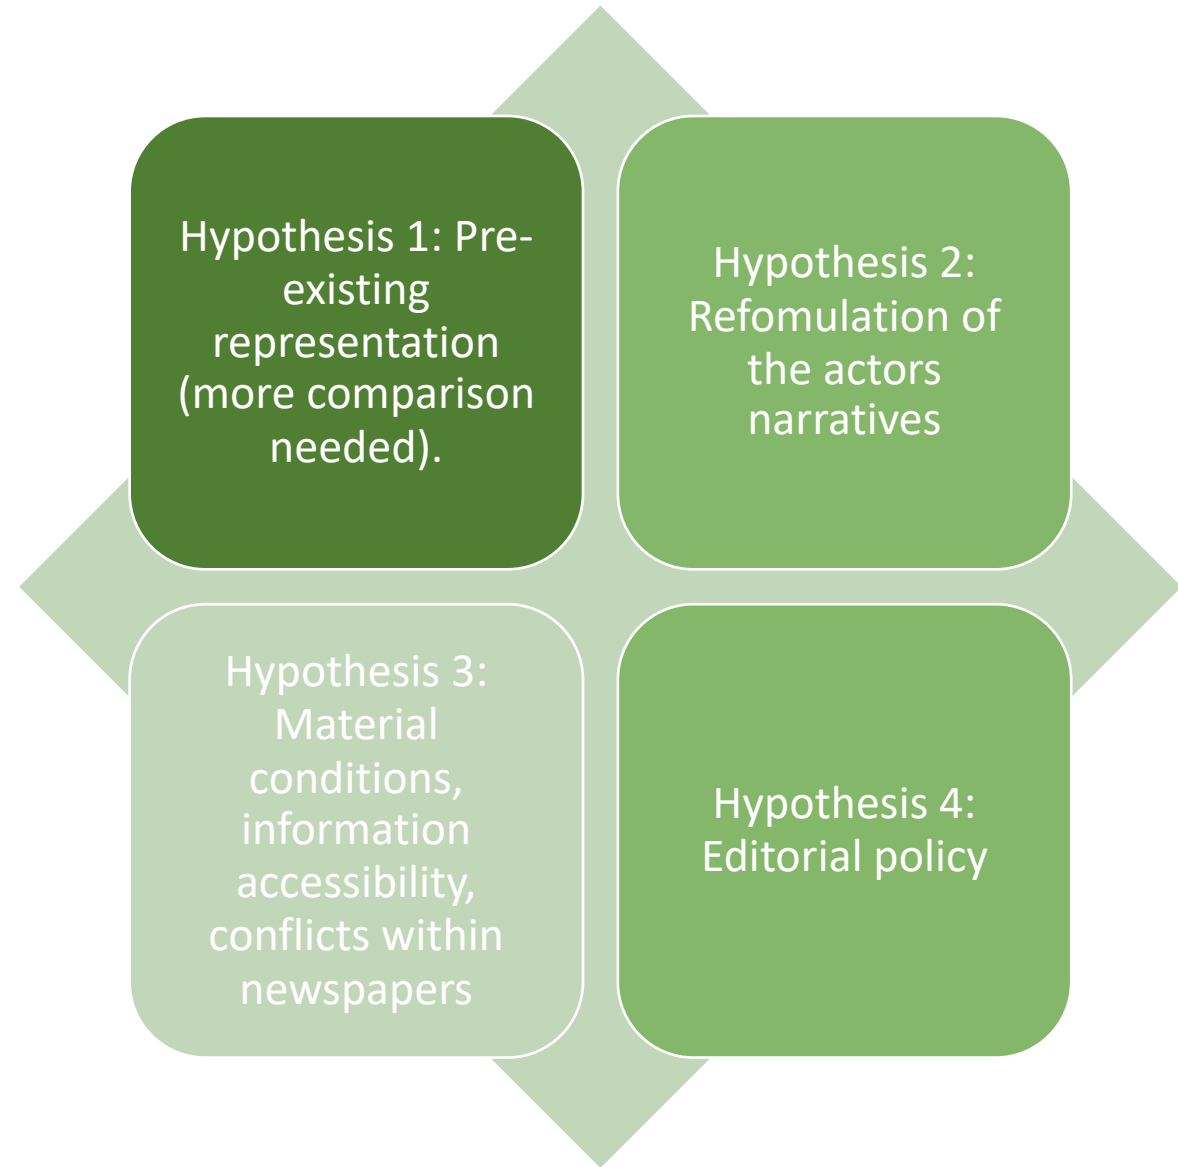 Hypothesis 1: Pre-
existing
representation
(more comparison
needed).
Hypothesis 2:
Refomulation of
the actors
narratives
Hypothesis 3:
Material
conditions,
information
accessibility,
conflicts within
newspapers
Hypothesis 4:
Editorial policy